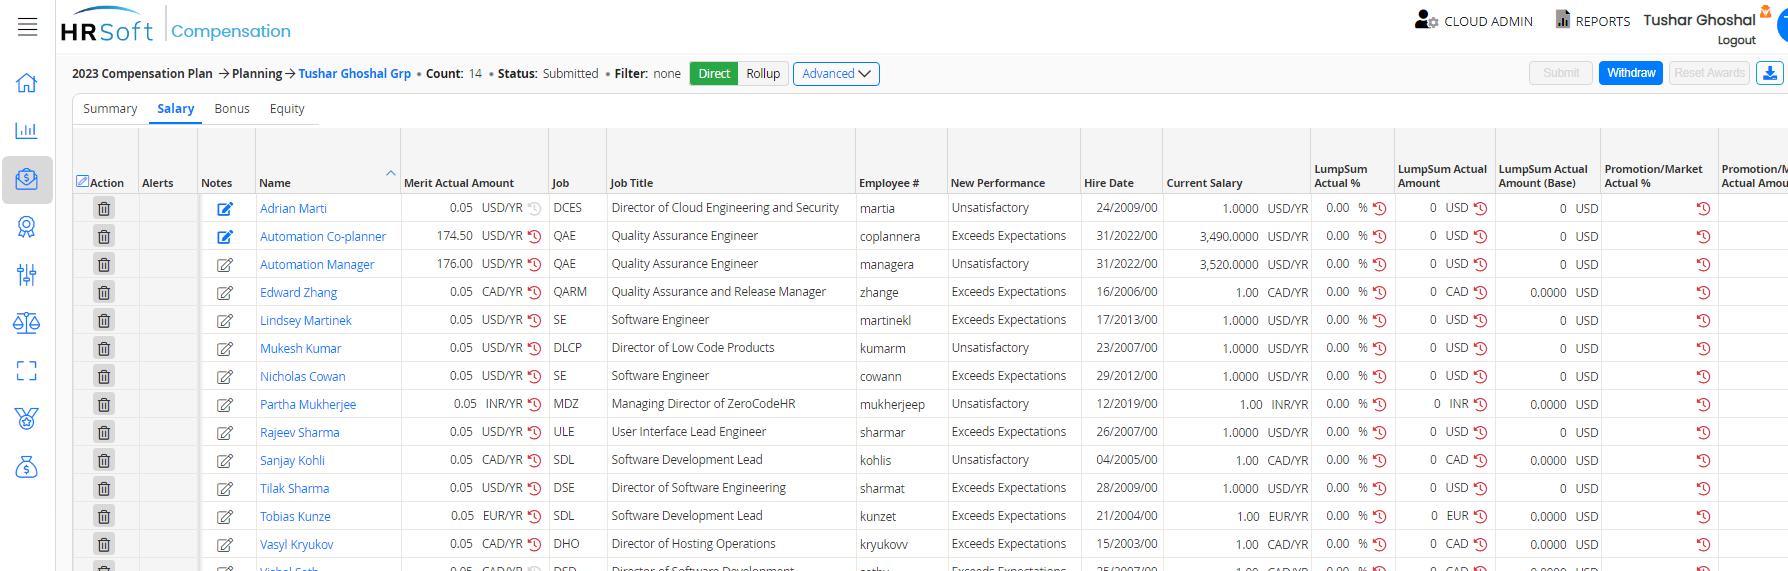 HRSoft Compensation
CLOUD ADMIN REPORTS Tushar Ghoshal
Logout
2023 Compensation Plan → Planning → Tushar Ghoshal Grp • Count: 14 • Status: Submitted • Filter: none Direct Rollup Advanced Submit Withdraw Reset Awards
Summary Salary Bonus Equity
Action Alerts Notes Name Merit Actual Amount Job Job Title Employee # New Performance Hire Date Current Salary LumpSum Actual % LumpSum Actual Amount LumpSum Actual Amount (Base) Promotion/Market Actual % Promotion/M Actual Amou
Adrian Marti 0.05 USD/YR DCES Director of Cloud Engineering and Security martia Unsatisfactory 24/2009/00 1.0000 USD/YR 0.00 % 0 USD 0 USD
Automation Co-planner 174.50 USD/YR QAE Quality Assurance Engineer coplannera Exceeds Expectations 31/2022/00 3,490.0000 USD/YR 0.00 % 0 USD 0 USD
Automation Manager 176.00 USD/YR QAE Quality Assurance Engineer managera Unsatisfactory 31/2022/00 3,520.0000 USD/YR 0.00 % 0 USD 0 USD
Edward Zhang 0.05 CAD/YR QARM Quality Assurance and Release Manager zhange Exceeds Expectations 16/2006/00 1.00 CAD/YR 0.00 % 0 CAD 0.0000 USD
Lindsey Martinek 0.05 USD/YR SE Software Engineer martinekl Exceeds Expectations 17/2013/00 1.0000 USD/YR 0.00 % 0 USD 0 USD
Mukesh Kumar 0.05 USD/YR DLCP Director of Low Code Products kumarm Unsatisfactory 23/2007/00 1.0000 USD/YR 0.00 % 0 USD 0 USD
Nicholas Cowan 0.05 USD/YR SE Software Engineer cowann Exceeds Expectations 29/2012/00 1.0000 USD/YR 0.00 % 0 USD 0 USD
Partha Mukherjee 0.05 INR/YR MDZ Managing Director of ZeroCodeHR mukherjeep Unsatisfactory 12/2019/00 1.00 INR/YR 0.00 % 0 INR 0.0000 USD
Rajeev Sharma 0.05 USD/YR ULE User Interface Lead Engineer sharmar Exceeds Expectations 26/2007/00 1.0000 USD/YR 0.00 % 0 USD 0 USD
Sanjay Kohli 0.05 CAD/YR SDL Software Development Lead kohlis Unsatisfactory 04/2005/00 1.00 CAD/YR 0.00 % 0 CAD 0.0000 USD
Tilak Sharma 0.05 USD/YR DSE Director of Software Engineering sharmat Exceeds Expectations 28/2009/00 1.0000 USD/YR 0.00 % 0 USD 0 USD
Tobias Kunze 0.05 EUR/YR SDL Software Development Lead kunzet Exceeds Expectations 21/2004/00 1.00 EUR/YR 0.00 % 0 EUR 0.0000 USD
Vasyl Kryukov 0.05 CAD/YR DHO Director of Hosting Operations kryukovv Exceeds Expectations 15/2003/00 1.00 CAD/YR 0.00 % 0 CAD 0.0000 USD